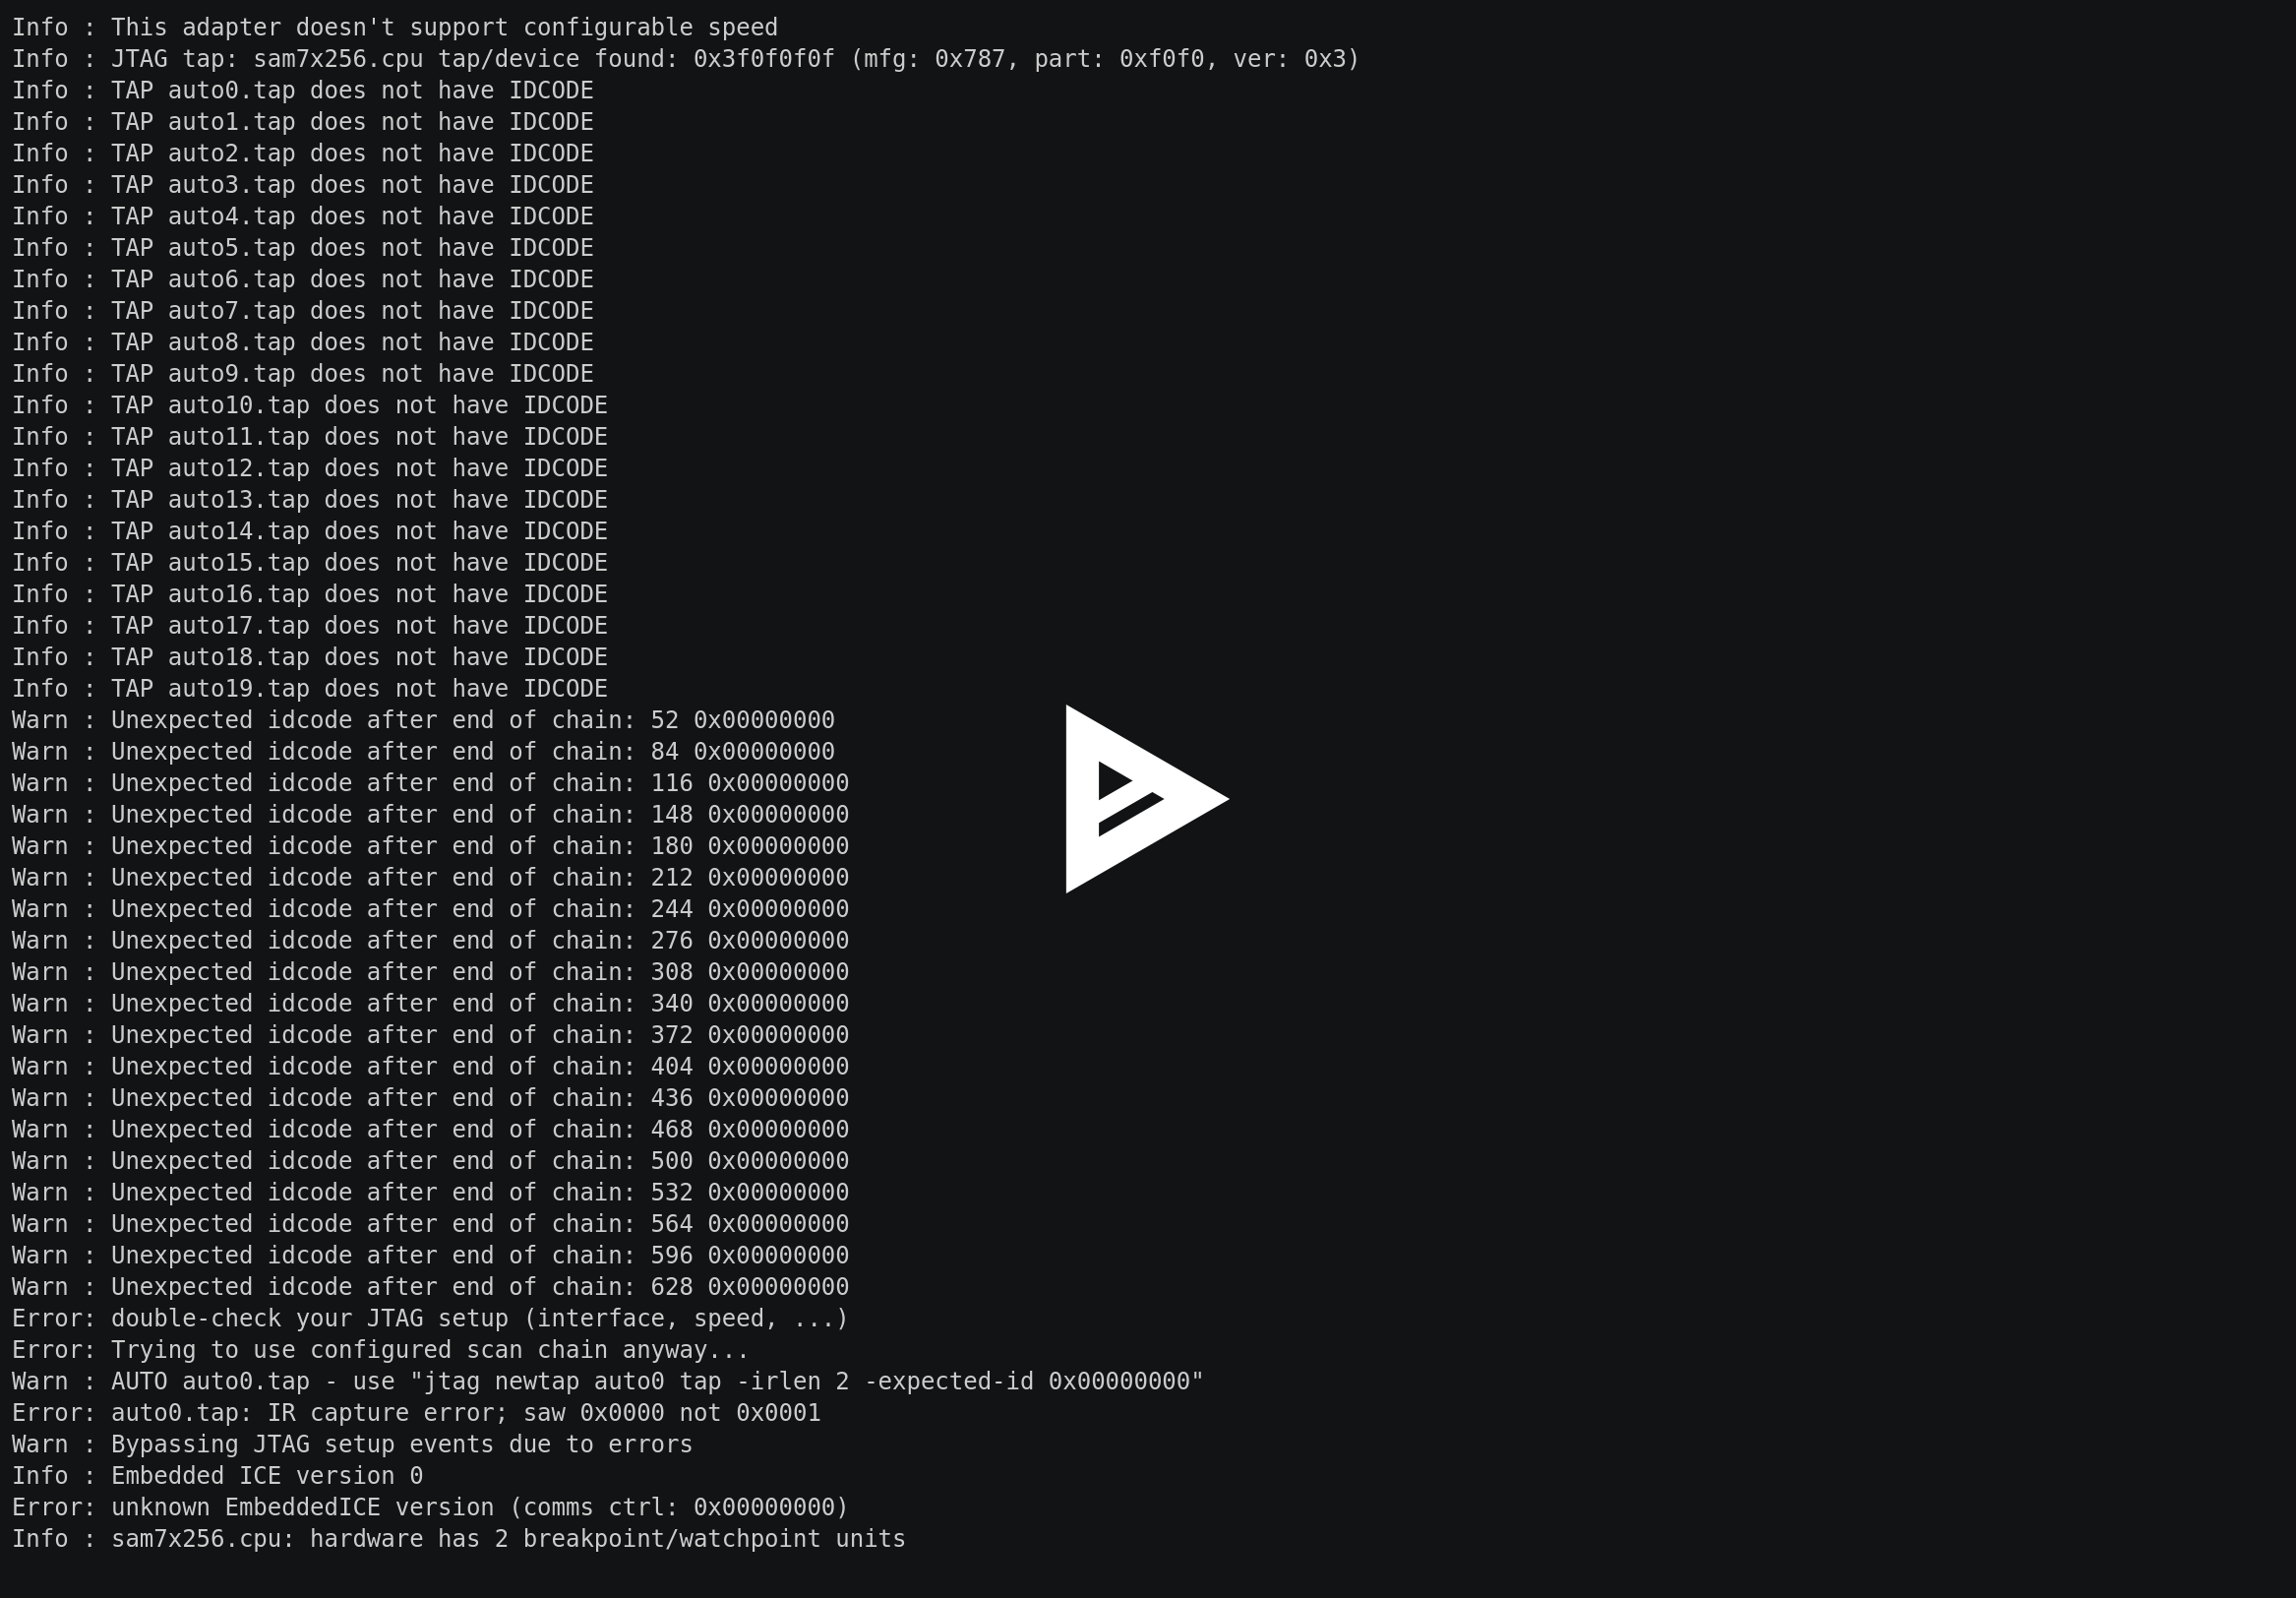 Info : This adapter doesn't support configurable speed
Info : JTAG tap: sam7x256.cpu tap/device found: 0x3f0f0f0f (mfg: 0x787, part: 0xf0f0, ver: 0x3)
Info : TAP auto0.tap does not have IDCODE
Info : TAP auto1.tap does not have IDCODE
Info : TAP auto2.tap does not have IDCODE
Info : TAP auto3.tap does not have IDCODE
Info : TAP auto4.tap does not have IDCODE
Info : TAP auto5.tap does not have IDCODE
Info : TAP auto6.tap does not have IDCODE
Info : TAP auto7.tap does not have IDCODE
Info : TAP auto8.tap does not have IDCODE
Info : TAP auto9.tap does not have IDCODE
Info : TAP auto10.tap does not have IDCODE
Info : TAP auto11.tap does not have IDCODE
Info : TAP auto12.tap does not have IDCODE
Info : TAP auto13.tap does not have IDCODE
Info : TAP auto14.tap does not have IDCODE
Info : TAP auto15.tap does not have IDCODE
Info : TAP auto16.tap does not have IDCODE
Info : TAP auto17.tap does not have IDCODE
Info : TAP auto18.tap does not have IDCODE
Info : TAP auto19.tap does not have IDCODE
Warn : Unexpected idcode after end of chain: 52 0x00000000
Warn : Unexpected idcode after end of chain: 84 0x00000000
Warn : Unexpected idcode after end of chain: 116 0x00000000
Warn : Unexpected idcode after end of chain: 148 0x00000000
Warn : Unexpected idcode after end of chain: 180 0x00000000
Warn : Unexpected idcode after end of chain: 212 0x00000000
Warn : Unexpected idcode after end of chain: 244 0x00000000
Warn : Unexpected idcode after end of chain: 276 0x00000000
Warn : Unexpected idcode after end of chain: 308 0x00000000
Warn : Unexpected idcode after end of chain: 340 0x00000000
Warn : Unexpected idcode after end of chain: 372 0x00000000
Warn : Unexpected idcode after end of chain: 404 0x00000000
Warn : Unexpected idcode after end of chain: 436 0x00000000
Warn : Unexpected idcode after end of chain: 468 0x00000000
Warn : Unexpected idcode after end of chain: 500 0x00000000
Warn : Unexpected idcode after end of chain: 532 0x00000000
Warn : Unexpected idcode after end of chain: 564 0x00000000
Warn : Unexpected idcode after end of chain: 596 0x00000000
Warn : Unexpected idcode after end of chain: 628 0x00000000
Error: double-check your JTAG setup (interface, speed, ...)
Error: Trying to use configured scan chain anyway...
Warn : AUTO auto0.tap - use "jtag newtap auto0 tap -irlen 2 -expected-id 0x00000000"
Error: auto0.tap: IR capture error; saw 0x0000 not 0x0001
Warn : Bypassing JTAG setup events due to errors
Info : Embedded ICE version 0
Error: unknown EmbeddedICE version (comms ctrl: 0x00000000)
Info : sam7x256.cpu: hardware has 2 breakpoint/watchpoint units